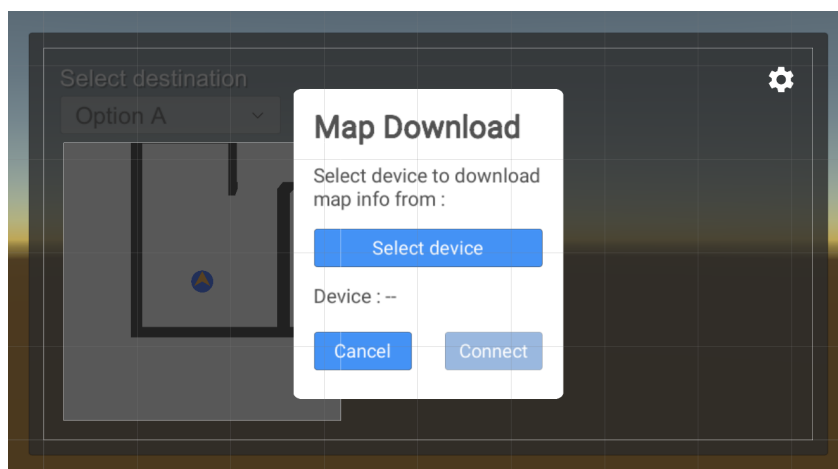 Select destination
Option A
Map Download
Select device to download
map info from :
Select device
Device : --
Cancel
Connect